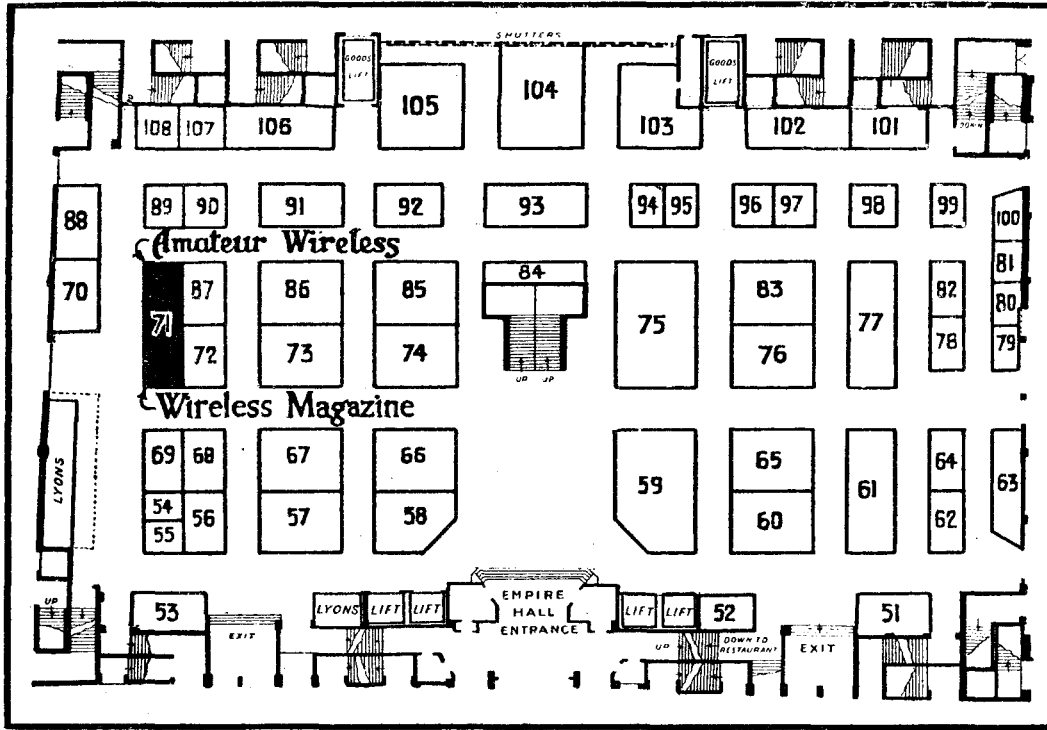 SHUTTERS
GOODS LIFT
GOODS LIFT
105
104
103
108 107 106
102 101
DOWN
88
89 90 91 92 93 94 95 96 97 98 99
100
Amateur Wireless
70
71
87 86 85 84 75 83 77 82 81
80
72 73 74 76 78 79
UP UP
Wireless Magazine
LYONS
69 68 67 66 59 65 61 64 63
54
55
56 57 58 60 62
UP
53
EXIT
LYONS LIFT LIFT
EMPIRE
HALL
ENTRANCE
LIFT LIFT 52
UP
DOWN TO
RESTAURANT
EXIT
51